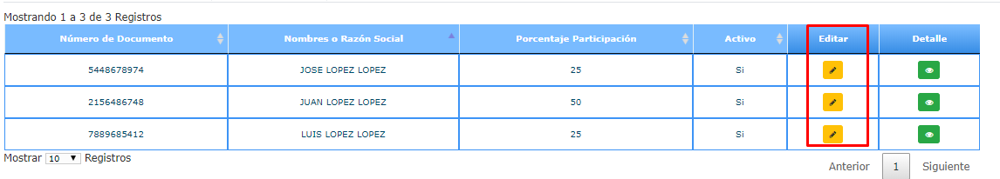 Mostrando 1 a 3 de 3 Registros
Número de Documento Nombres o Razón Social Porcentaje Participación Activo Editar Detalle
5448678974 JOSE LOPEZ LOPEZ 25 Si
2156486748 JUAN LOPEZ LOPEZ 50 Si
7889685412 LUIS LOPEZ LOPEZ 25 Si
Mostrar 10 Registros
Anterior 1 Siguiente